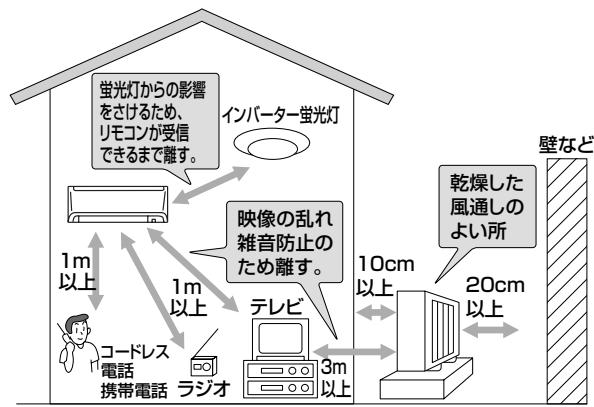 蛍光灯からの影響
をさけるため、
リモコンが受信
できるまで離す。
インバーター蛍光灯
壁など
乾燥した
風通しの
よい所
映像の乱れ
雑音防止の
ため離す。
1m
以上
1m
以上
10cm
以上
20cm
以上
テレビ
コードレス
電話
携帯電話
ラジオ
3m
以上